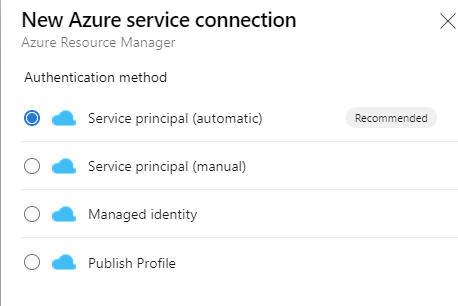 New Azure service connection
Azure Resource Manager
Authentication method
Service principal (automatic) Recommended
Service principal (manual)
Managed identity
Publish Profile